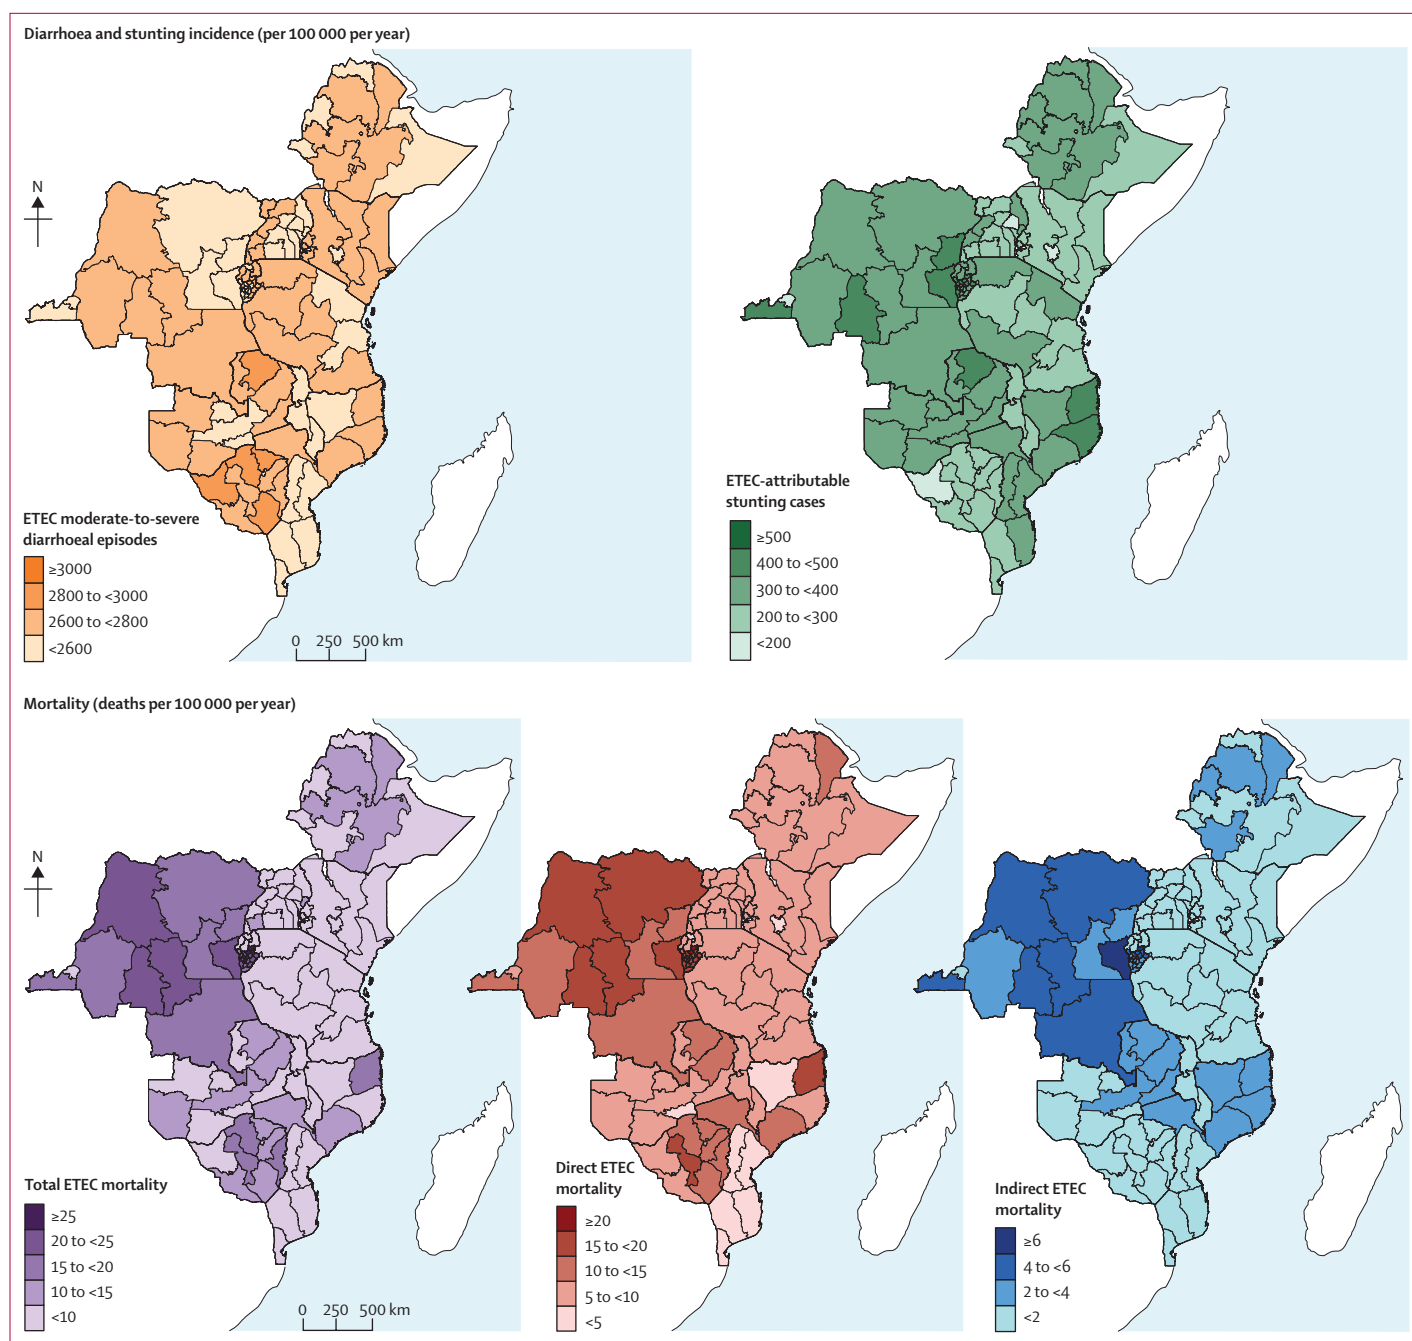 Diarrhoea and stunting incidence (per 100 000 per year)
N
ETEC moderate-to-severe
diarrhoeal episodes
≥3000
2800 to <3000
2600 to <2800
<2600
0 250 500 km
ETEC-attributable
stunting cases
≥500
400 to <500
300 to <400
200 to <300
<200
Mortality (deaths per 100 000 per year)
N
Total ETEC mortality
≥25
20 to <25
15 to <20
10 to <15
<10
0 250 500 km
Direct ETEC
mortality
≥20
15 to <20
10 to <15
5 to <10
<5
Indirect ETEC
mortality
≥6
4 to <6
2 to <4
<2